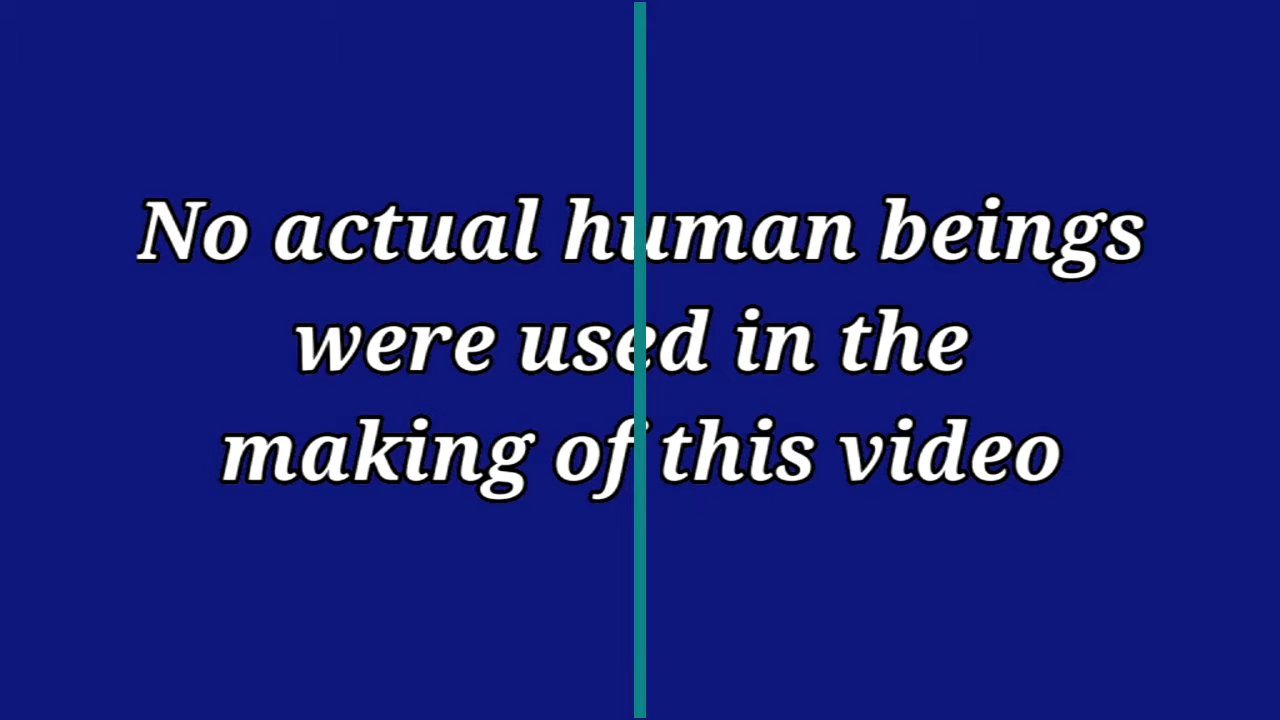 No actual human beings
were used in the
making of this video